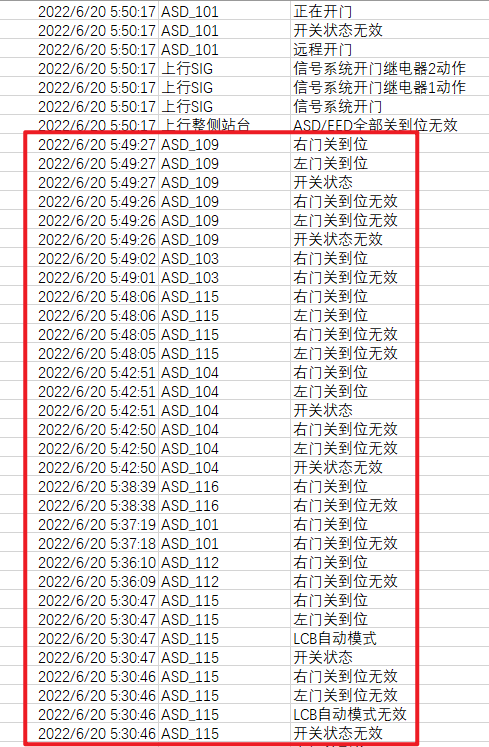 2022/6/20 5:50:17 ASD_101 正在开门
2022/6/20 5:50:17 ASD_101 开关状态无效
2022/6/20 5:50:17 ASD_101 远程开门
2022/6/20 5:50:17 上行SIG 信号系统开门继电器2动作
2022/6/20 5:50:17 上行SIG 信号系统开门继电器1动作
2022/6/20 5:50:17 上行SIG 信号系统开门
2022/6/20 5:50:17 上行整侧站台 ASD/EED全部关到位无效
2022/6/20 5:49:27 ASD_109 右门关到位
2022/6/20 5:49:27 ASD_109 左门关到位
2022/6/20 5:49:27 ASD_109 开关状态
2022/6/20 5:49:26 ASD_109 右门关到位无效
2022/6/20 5:49:26 ASD_109 左门关到位无效
2022/6/20 5:49:26 ASD_109 开关状态无效
2022/6/20 5:49:02 ASD_103 右门关到位
2022/6/20 5:49:01 ASD_103 右门关到位无效
2022/6/20 5:48:06 ASD_115 右门关到位
2022/6/20 5:48:06 ASD_115 左门关到位
2022/6/20 5:48:05 ASD_115 右门关到位无效
2022/6/20 5:48:05 ASD_115 左门关到位无效
2022/6/20 5:42:51 ASD_104 右门关到位
2022/6/20 5:42:51 ASD_104 左门关到位
2022/6/20 5:42:51 ASD_104 开关状态
2022/6/20 5:42:50 ASD_104 右门关到位无效
2022/6/20 5:42:50 ASD_104 左门关到位无效
2022/6/20 5:42:50 ASD_104 开关状态无效
2022/6/20 5:38:39 ASD_116 右门关到位
2022/6/20 5:38:38 ASD_116 右门关到位无效
2022/6/20 5:37:19 ASD_101 右门关到位
2022/6/20 5:37:18 ASD_101 右门关到位无效
2022/6/20 5:36:10 ASD_112 右门关到位
2022/6/20 5:36:09 ASD_112 右门关到位无效
2022/6/20 5:30:47 ASD_115 右门关到位
2022/6/20 5:30:47 ASD_115 左门关到位
2022/6/20 5:30:47 ASD_115 LCB自动模式
2022/6/20 5:30:47 ASD_115 开关状态
2022/6/20 5:30:46 ASD_115 右门关到位无效
2022/6/20 5:30:46 ASD_115 左门关到位无效
2022/6/20 5:30:46 ASD_115 LCB自动模式无效
2022/6/20 5:30:46 ASD_115 开关状态无效